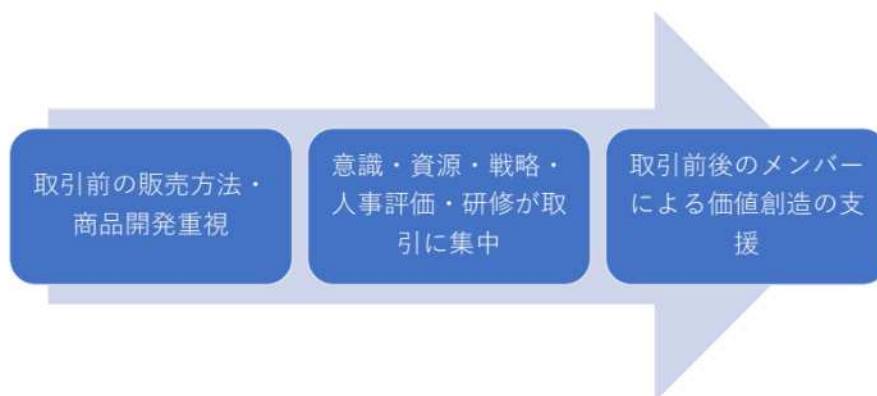 取引前の販売方法・
商品開発重視
意識・資源・戦略・
人事評価・研修が取
引に集中
取引前後のメンバー
による価値創造の支
援